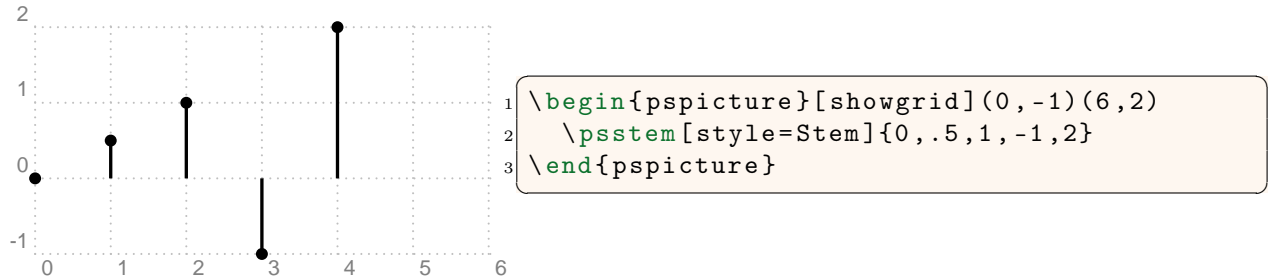 2
1
0
-1
0 1 2 3 4 5 6
1 \begin{pspicture}[showgrid](0,-1)(6,2)
2   \psstem[style=Stem]{0,.5,1,-1,2}
3 \end{pspicture}